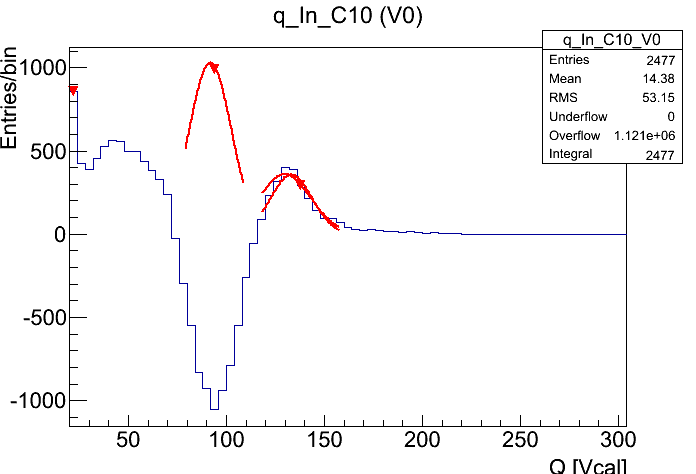 q_In_C10 (V0)
q_In_C10_V0
Entries 2477
Mean 14.38
RMS 53.15
Underflow 0
Overflow 1.121e+06
Integral 2477
Entries/bin
1000
500
0
-500
-1000
50 100 150 200 250 300
Q [Vcal]